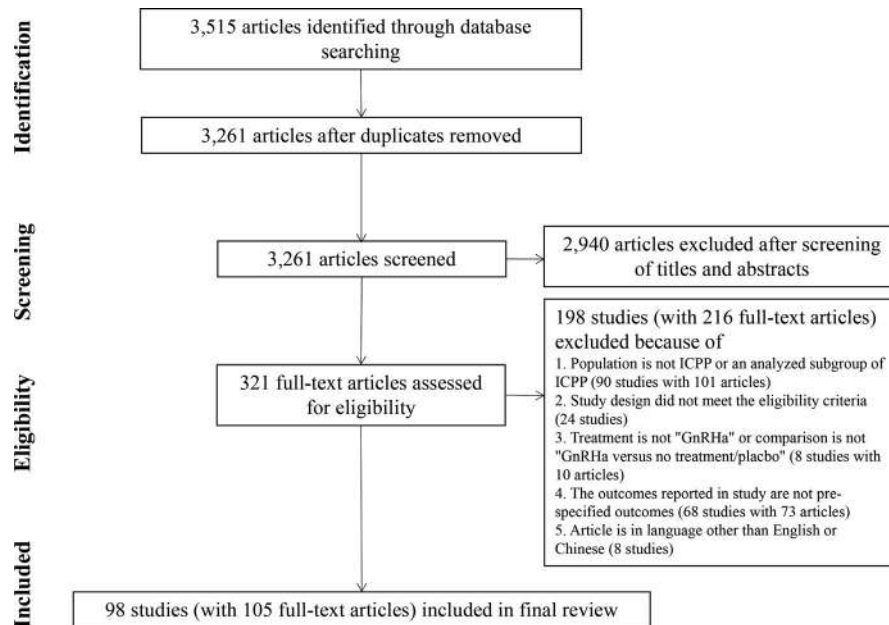 Identification
3,515 articles identified through database
searching
3,261 articles after duplicates removed
Screening
3,261 articles screened
2,940 articles excluded after screening
of titles and abstracts
Eligibility
321 full-text articles assessed
for eligibility
198 studies (with 216 full-text articles)
excluded because of
1. Population is not ICPP or an analyzed subgroup of
ICPP (90 studies with 101 articles)
2. Study design did not meet the eligibility criteria
(24 studies)
3. Treatment is not "GnRHa" or comparison is not
"GnRHa versus no treatment/placbo" (8 studies with
10 articles)
4. The outcomes reported in study are not pre-
specified outcomes (68 studies with 73 articles)
5. Article is in language other than English or
Chinese (8 studies)
Included
98 studies (with 105 full-text articles) included in final review